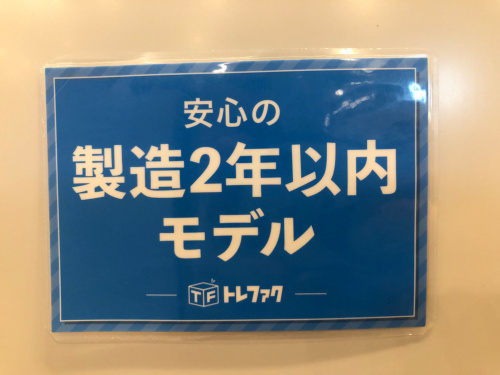 安心の
製造2年以内
モデル
TF トレファク